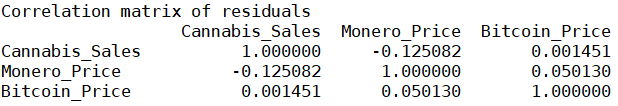 Correlation matrix of residuals
Cannabis_Sales Monero_Price Bitcoin_Price
Cannabis_Sales 1.000000 -0.125082 0.001451
Monero_Price -0.125082 1.000000 0.050130
Bitcoin_Price 0.001451 0.050130 1.000000